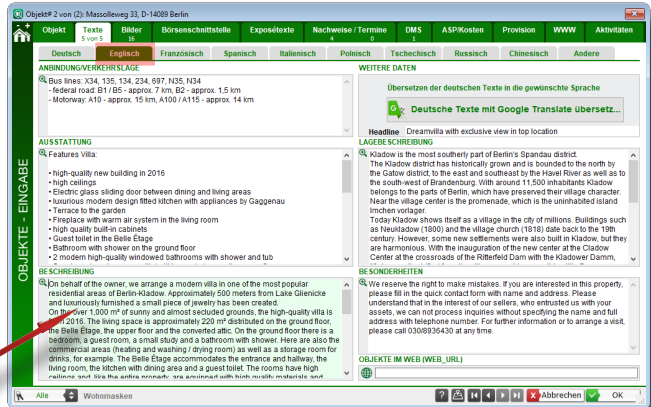 Objekt# 2 von (2): Massolleweg 33, D-14089 Berlin
Objekt Texte Bilder Börsenschnittstelle Exposétexte Nachweise / Termine DMS ASP/Kosten Provision WWW Aktivitäten
5 von 5 16 4 0 1
Deutsch Englisch Französisch Spanisch Italienisch Polnisch Tschechisch Russisch Chinesisch Andere
OBJEKTE - EINGABE
ANBINDUNG/VERKEHRSLAGE
Bus lines: X34, 135, 134, 234, 697, N35, N34
- federal road: B1 / B5 - approx. 7 km, B2 - approx. 1,5 km
- Motorway: A10 - approx. 15 km, A100 / A115 - approx. 14 km
WEITERE DATEN
Übersetzen der deutschen Texte in die gewünschte Sprache
Deutsche Texte mit Google Translate übersetz...
Headline Dreamvilla with exclusive view in top location
AUSSTATTUNG
Features Villa:
• high-quality new building in 2016
• high ceilings
• Electric glass sliding door between dining and living areas
• luxurious modern design fitted kitchen with appliances by Gaggenau
• Terrace to the garden
• Fireplace with warm air system in the living room
• high quality built-in cabinets
• Guest toilet in the Belle Étage
• Bathroom with shower on the ground floor
• 2 modern high-quality windowed bathrooms with shower and tub
LAGEBESCHREIBUNG
Kladow is the most southerly part of Berlin's Spandau district.
The Kladow district has historically grown and is bounded to the north by
the Gatow district, to the east and southeast by the Havel River as well as to
the south-west of Brandenburg. With around 11,500 inhabitants Kladow
belongs to the parts of Berlin, which have preserved their village character.
Near the village center is the promenade, which is the uninhabited island
Imchen vorlager.
Today Kladow shows itself as a village in the city of millions. Buildings such
as Neukladow (1800) and the village church (1818) date back to the 19th
century. However, some new settlements were also built in Kladow, but they
are harmonious. With the inauguration of the new center at the Cladow
Center at the crossroads of the Ritterfeld Dam with the Kladower Damm,
BESCHREIBUNG
On behalf of the owner, we arrange a modern villa in one of the most popular
residential areas of Berlin-Kladow. Approximately 500 meters from Lake Glienicke
and luxuriously furnished a small piece of jewelry has been created.
On the over 1,000 m² of sunny and almost secluded grounds, the high-quality villa is
from 2016. The living space is approximately 220 m² distributed on the ground floor,
the Belle Étage, the upper floor and the converted attic. On the ground floor there is a
bedroom, a guest room, a small study and a bathroom with shower. Here are also the
commercial areas (heating and washing / drying room) as well as a storage room for
drinks, for example. The Belle Étage accommodates the entrance and hallway, the
living room, the kitchen with dining area and a guest toilet. The rooms have high
ceilings and, like the entire property, are equipped with high quality materials and
BESONDERHEITEN
We reserve the right to make mistakes. If you are interested in this property,
please fill in the quick contact form with name and address. Please
understand that in the interest of our sellers, who entrusted us with your
assets, we can not process inquiries without specifying the name and full
address with telephone number. For further information or to arrange a visit,
please call 030/8936430 at any time.
OBJEKTE IM WEB (WEB_URL)
Alle Wohnmasken
Abbrechen OK